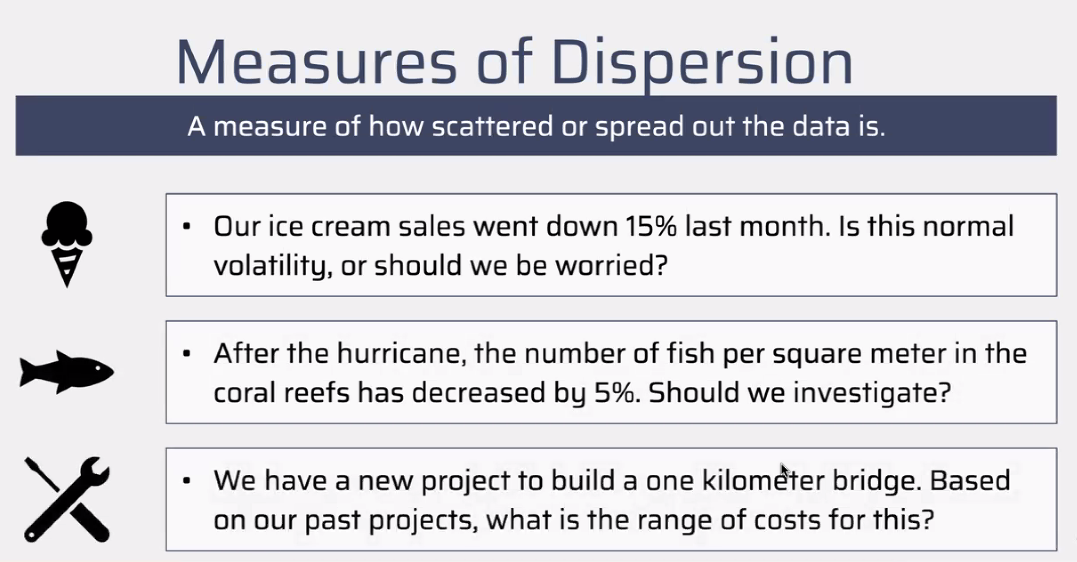 Measures of Dispersion
A measure of how scattered or spread out the data is.
• Our ice cream sales went down 15% last month. Is this normal
volatility, or should we be worried?
• After the hurricane, the number of fish per square meter in the
coral reefs has decreased by 5%. Should we investigate?
• We have a new project to build a one kilometer bridge. Based
on our past projects, what is the range of costs for this?